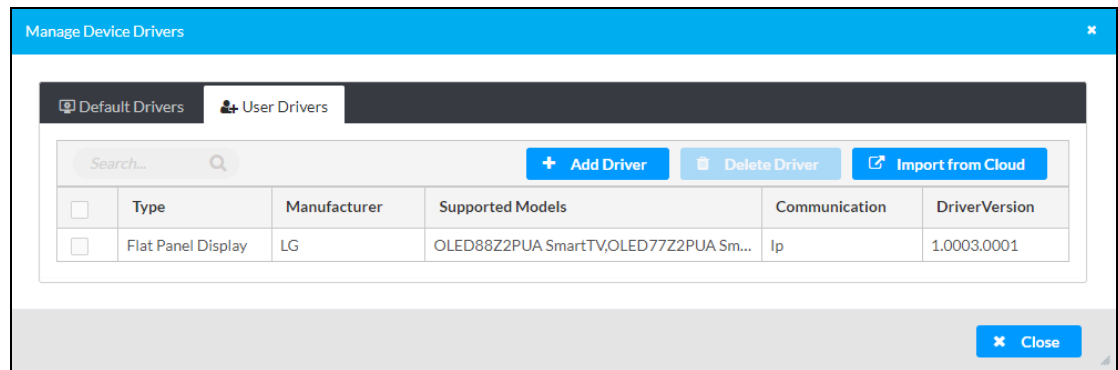 Manage Device Drivers
Default Drivers User Drivers
Search... Add Driver Delete Driver Import from Cloud
Type Manufacturer Supported Models Communication DriverVersion
Flat Panel Display LG OLED88Z2PUA SmartTV,OLED77Z2PUA Sm... Ip 1.0003.0001
Close